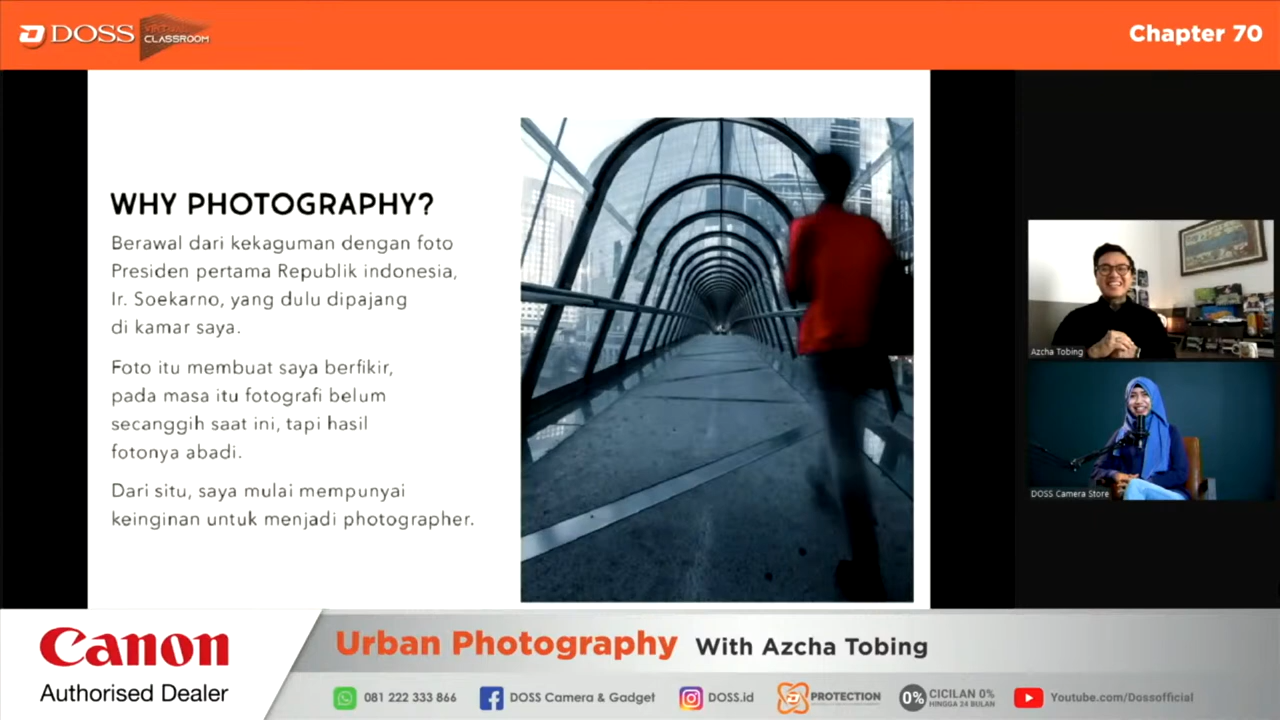 DOSS
VIRTUAL
CLASSROOM
Chapter 70
WHY PHOTOGRAPHY?
Berawal dari kekaguman dengan foto
Presiden pertama Republik indonesia,
Ir. Soekarno, yang dulu dipajang
di kamar saya.
Foto itu membuat saya berfikir,
pada masa itu fotografi belum
secanggih saat ini, tapi hasil
fotonya abadi.
Dari situ, saya mulai mempunyai
keinginan untuk menjadi photographer.
Azcha Tobing
DOSS Camera Store
Canon
Authorised Dealer
Urban Photography With Azcha Tobing
081 222 333 866
DOSS Camera & Gadget
DOSS.id
PROTECTION
0%
CICILAN 0%
HINGGA 24 BULAN
Youtube.com/Dossofficial